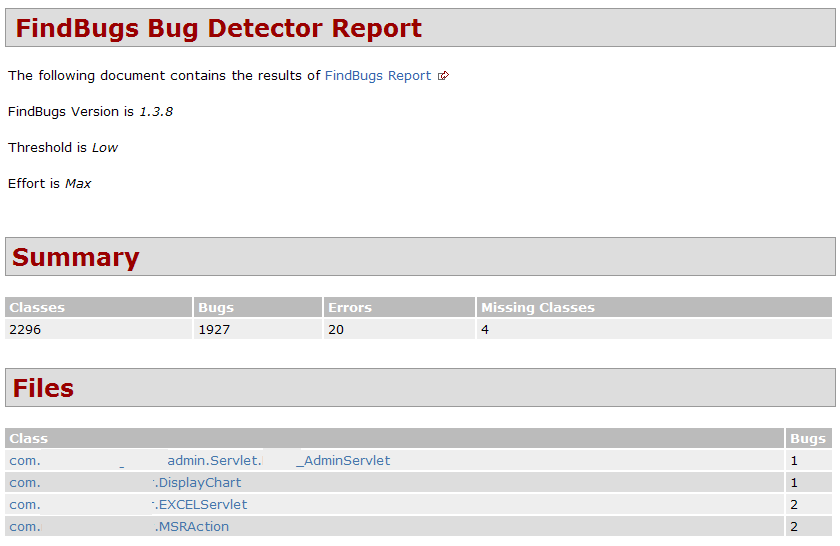 FindBugs Bug Detector Report
The following document contains the results of FindBugs Report
FindBugs Version is 1.3.8
Threshold is Low
Effort is Max
Summary
Classes Bugs Errors Missing Classes
2296 1927 20 4
Files
Class Bugs
com. _ admin.Servlet. _AdminServlet 1
com. .DisplayChart 1
com. .EXCELServlet 2
com. .MSRAction 2